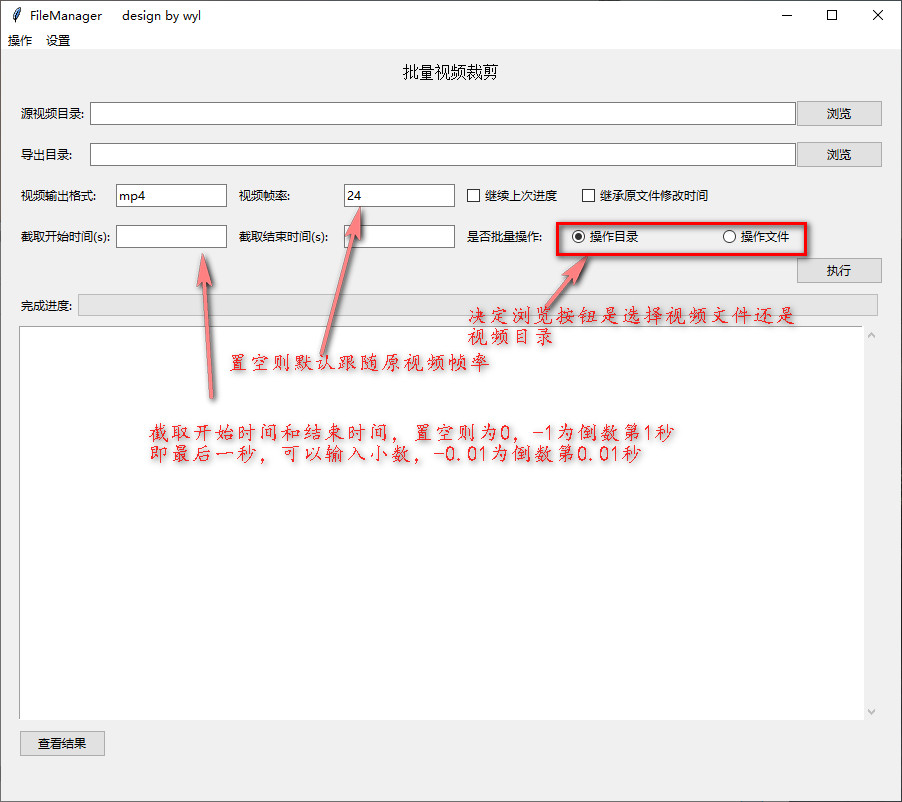 FileManager design by wyl
操作 设置
批量视频裁剪
源视频目录: 浏览
导出目录: 浏览
视频输出格式: mp4 视频帧率: 24 继续上次进度 继承原文件修改时间
截取开始时间(s): 截取结束时间(s): 是否批量操作: 操作目录 操作文件
执行
完成进度:
决定浏览按钮是选择视频文件还是
视频目录
置空则默认跟随原视频帧率
截取开始时间和结束时间，置空则为0，-1为倒数第1秒
即最后一秒，可以输入小数，-0.01为倒数第0.01秒
查看结果